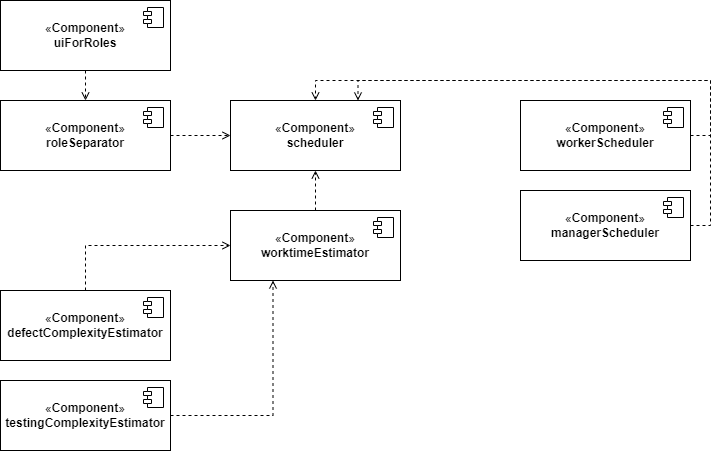 «Component»
uiForRoles
«Component»
roleSeparator
«Component»
scheduler
«Component»
workerScheduler
«Component»
managerScheduler
«Component»
worktimeEstimator
«Component»
defectComplexityEstimator
«Component»
testingComplexityEstimator